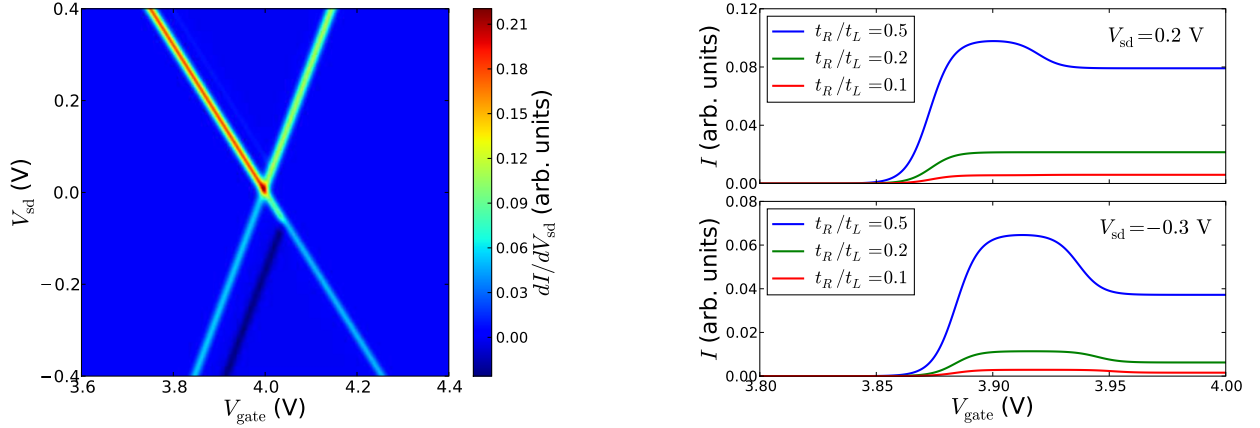 0.4
0.2
0.0
−0.2
−0.4
3.6
3.8
4.0
4.2
4.4
V_sd (V)
V_gate (V)
0.21
0.18
0.15
0.12
0.09
0.06
0.03
0.00
dI/dV_sd (arb. units)
0.12
0.08
0.04
0.00
I (arb. units)
t_R/t_L=0.5
t_R/t_L=0.2
t_R/t_L=0.1
V_sd=0.2 V
0.08
0.06
0.04
0.02
0.00
I (arb. units)
t_R/t_L=0.5
t_R/t_L=0.2
t_R/t_L=0.1
V_sd=−0.3 V
3.80
3.85
3.90
3.95
4.00
V_gate (V)